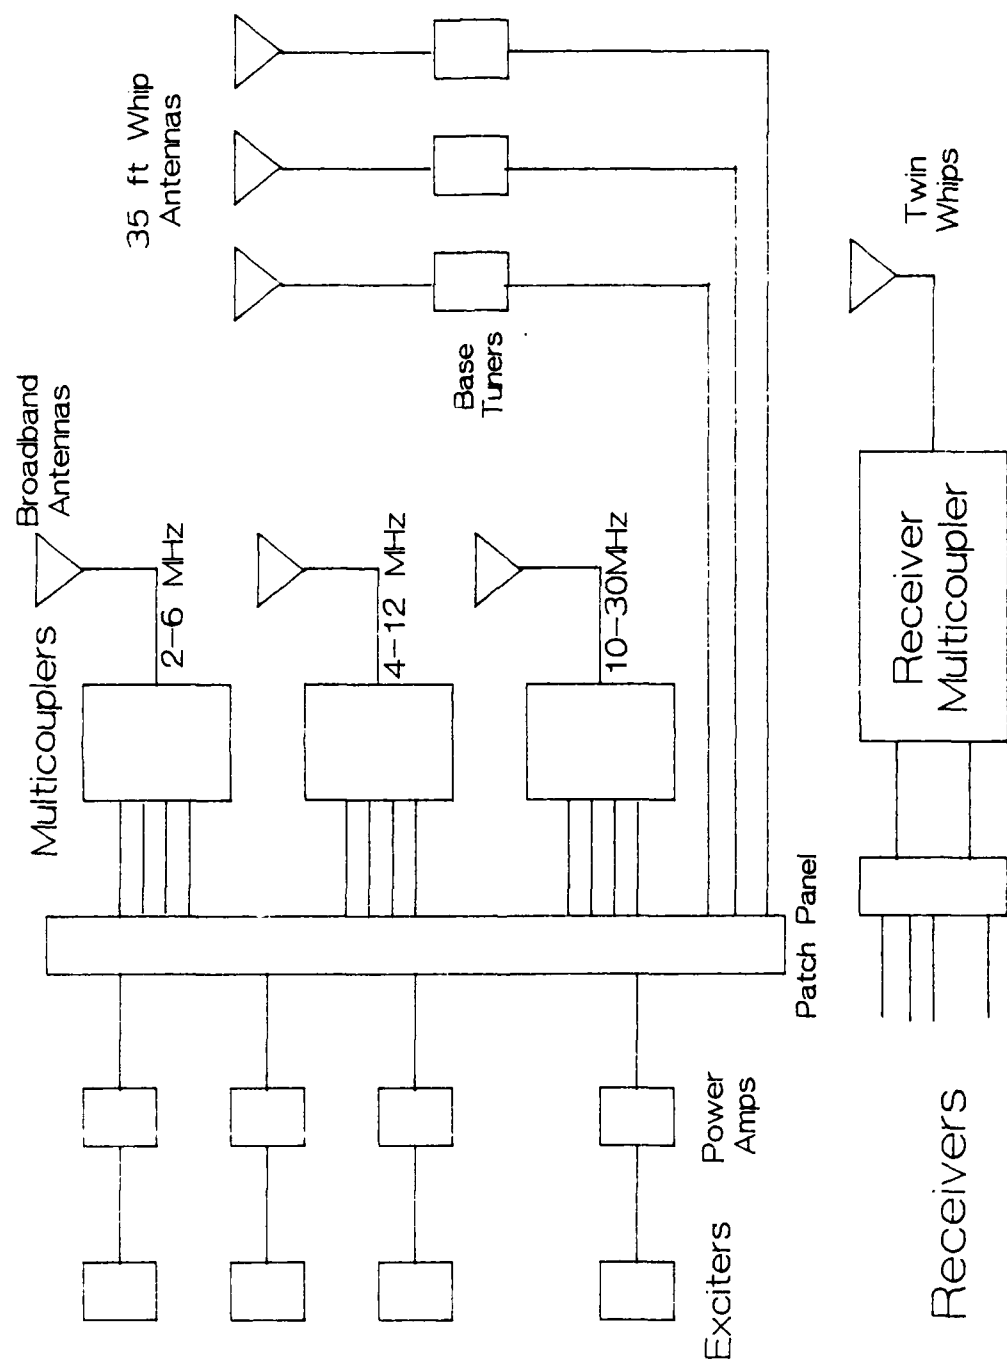 Broadband
Antennas
35 ft Whip
Antennas
Multicouplers
2-6 MHz
4-12 MHz
10-30MHz
Base
Tuners
Patch Panel
Power
Amps
Exciters
Twin
Whips
Receiver
Multicoupler
Receivers